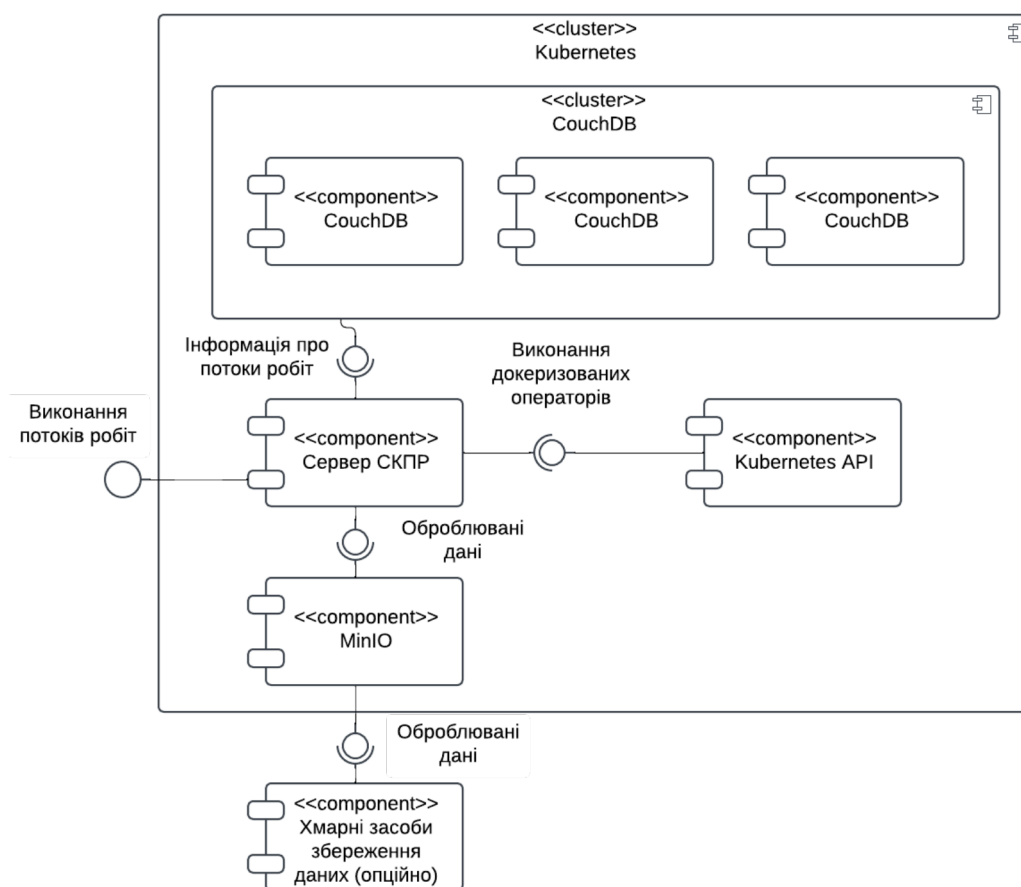 <<cluster>>
Kubernetes
<<cluster>>
CouchDB
<<component>>
CouchDB
<<component>>
CouchDB
<<component>>
CouchDB
Інформація про
потоки робіт
Виконання
докеризованих
операторів
Виконання
потоків робіт
<<component>>
Сервер СКПР
<<component>>
Kubernetes API
Оброблювані
дані
<<component>>
MinIO
Оброблювані
дані
<<component>>
Хмарні засоби
збереження
даних (опційно)